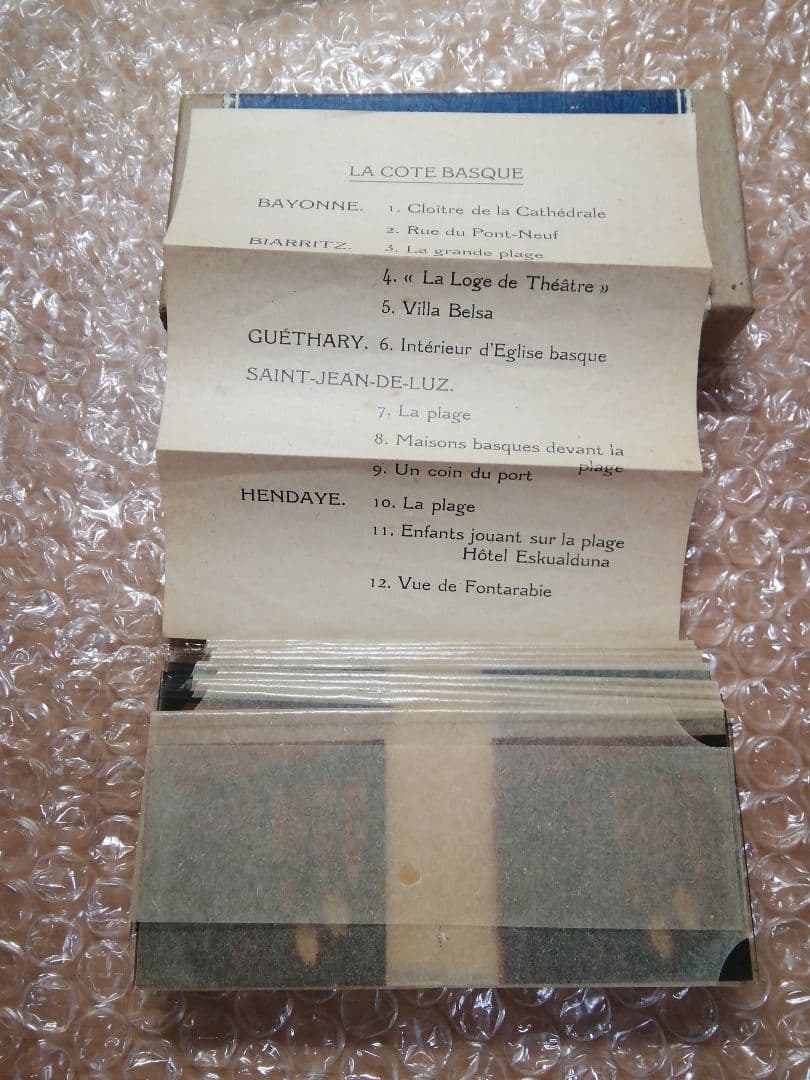 LA COTE BASQUE
BAYONNE. 1. Cloître de la Cathédrale
2. Rue du Pont-Neuf
BIARRITZ. 3. La grande plage
4. « La Loge de Théâtre »
5. Villa Belsa
GUÉTHARY. 6. Intérieur d'Eglise basque
SAINT-JEAN-DE-LUZ.
7. La plage
8. Maisons basques devant la
plage
9. Un coin du port
HENDAYE. 10. La plage
11. Enfants jouant sur la plage
Hôtel Eskualduna
12. Vue de Fontarabie